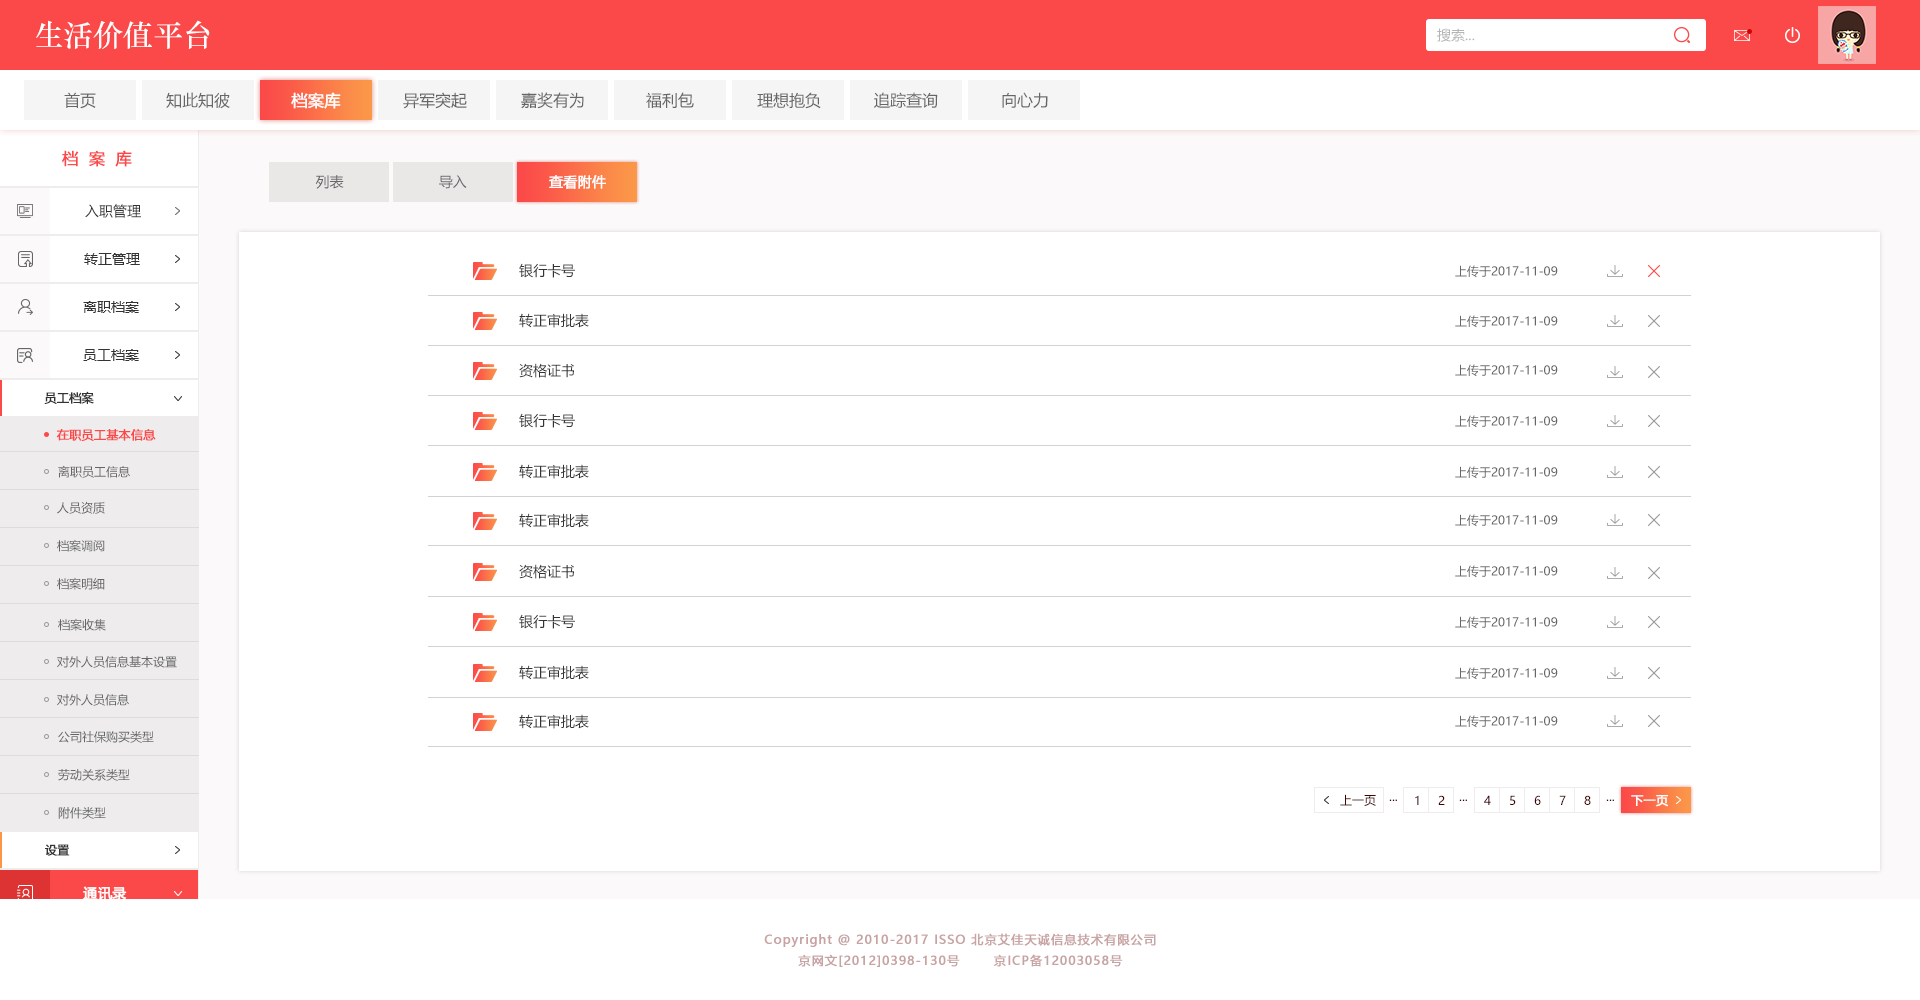 生活价值平台
搜索...
首页 知此知彼 档案库 异军突起 嘉奖有为 福利包 理想抱负 追踪查询 向心力
档案库
入职管理
转正管理
离职档案
员工档案
员工档案
在职员工基本信息
离职员工信息
人员资质
档案调阅
档案明细
档案收集
对外人员信息基本设置
对外人员信息
公司社保购买类型
劳动关系类型
附件类型
设置
通讯录
列表 导入 查看附件
银行卡号 上传于2017-11-09
转正审批表 上传于2017-11-09
资格证书 上传于2017-11-09
银行卡号 上传于2017-11-09
转正审批表 上传于2017-11-09
转正审批表 上传于2017-11-09
资格证书 上传于2017-11-09
银行卡号 上传于2017-11-09
转正审批表 上传于2017-11-09
转正审批表 上传于2017-11-09
< 上一页 ··· 1 2 ··· 4 5 6 7 8 ··· 下一页 >
Copyright @ 2010-2017 ISSO 北京艾佳天诚信息技术有限公司
京网文[2012]0398-130号 京ICP备12003058号